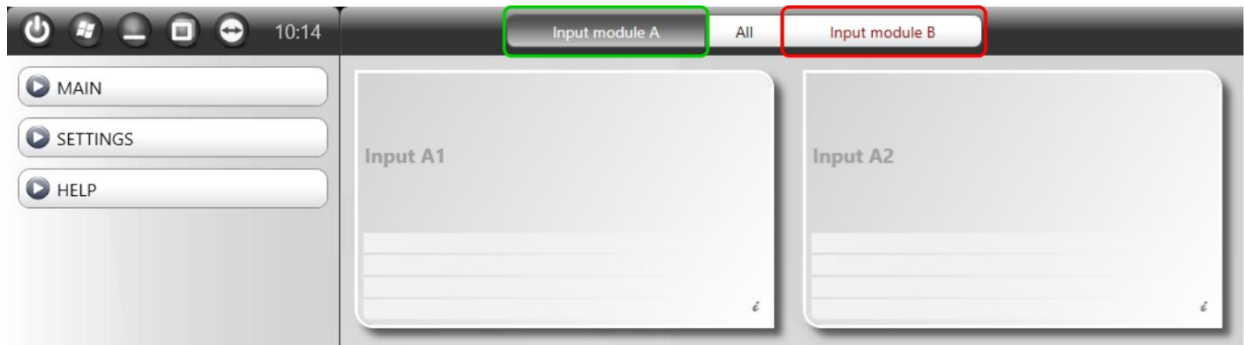 10:14
Input module A
All
Input module B
MAIN
SETTINGS
HELP
Input A1
Input A2
i
i